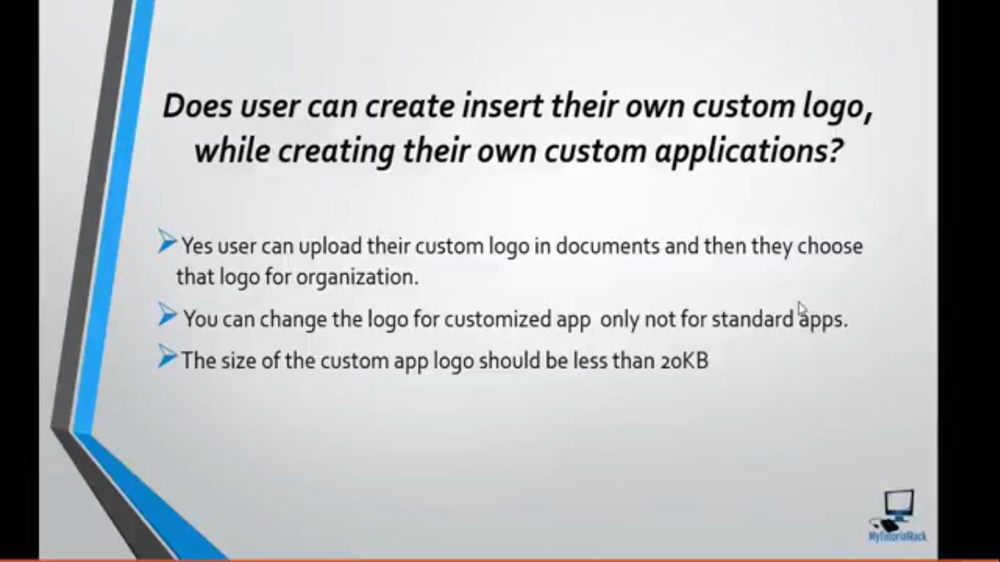 Does user can create insert their own custom logo,
while creating their own custom applications?
Yes user can upload their custom logo in documents and then they choose
that logo for organization.
You can change the logo for customized app only not for standard apps.
The size of the custom app logo should be less than 20KB
MyTutorialRack